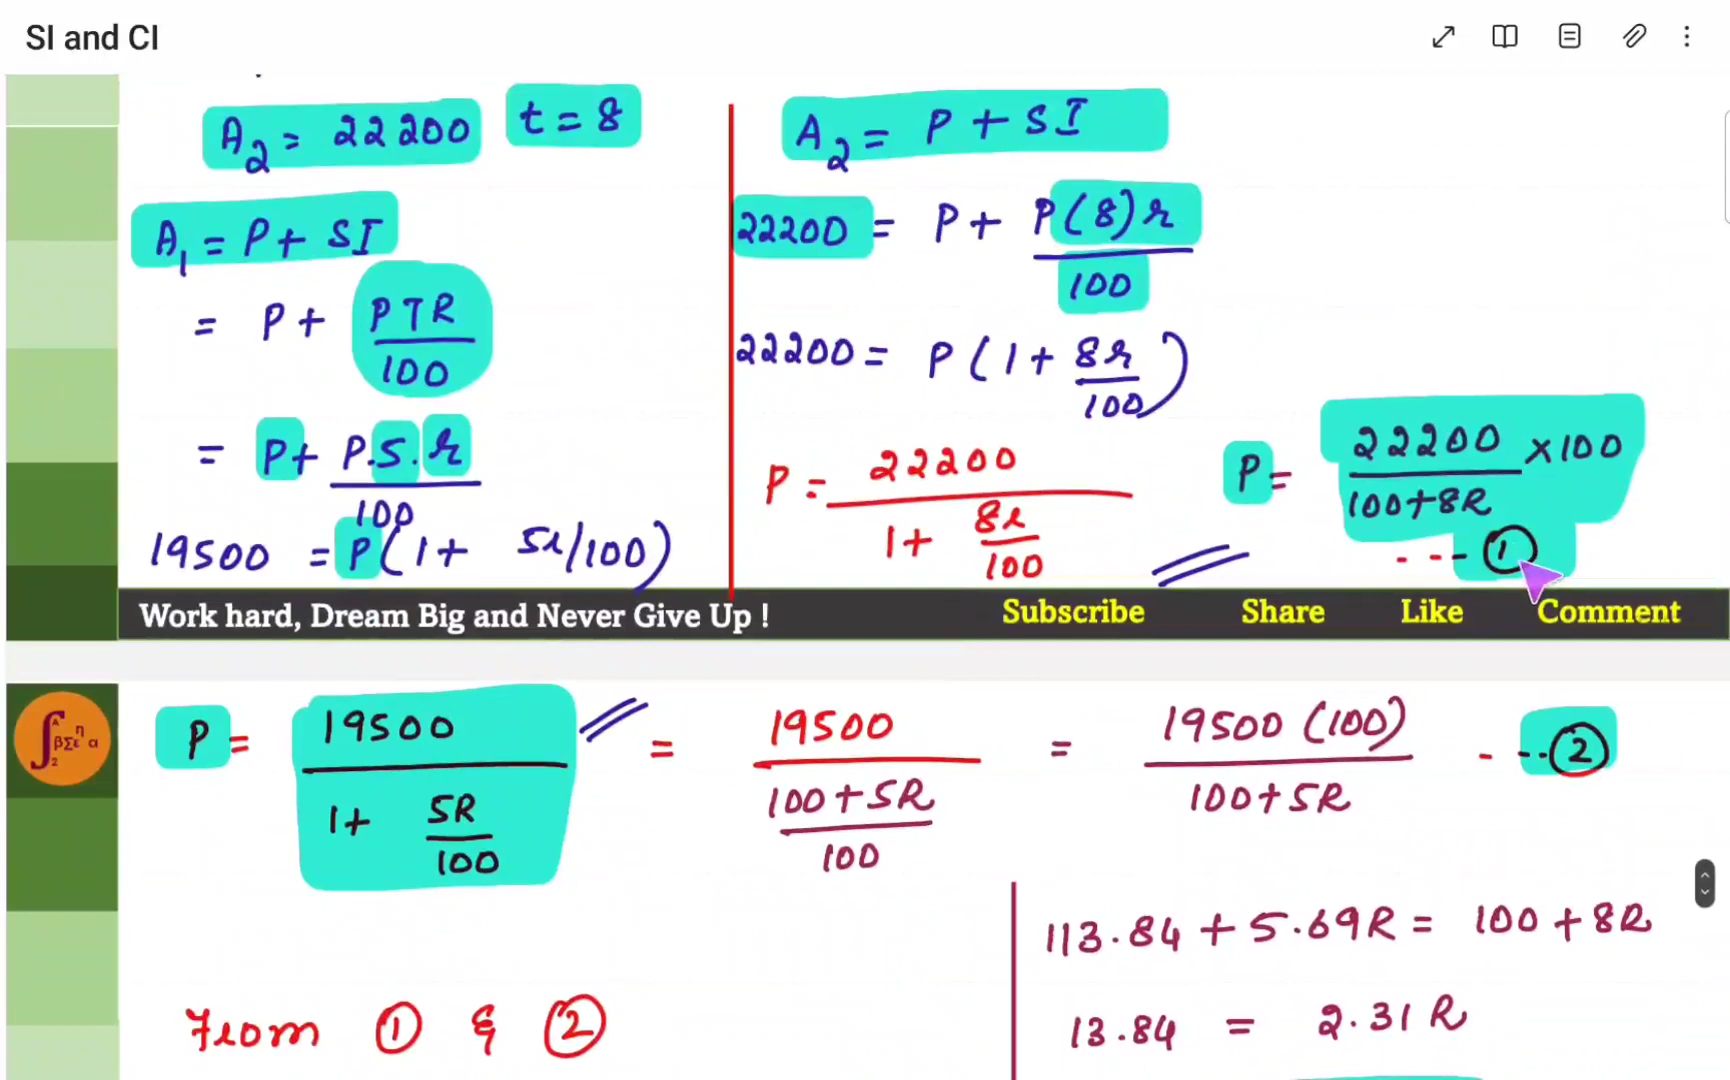 SI and CI
A2 = 22200 t = 8
A1 = P + SI
= P + PTR/100
= P + P.5.r/100
19500 = P(1 + 5r/100)
A2 = P + SI
22200 = P + P(8)r/100
22200 = P(1 + 8r/100)
P = 22200/(1 + 8r/100)
P = 22200/(100+8R) × 100
--- ①
Work hard, Dream Big and Never Give Up !
Subscribe Share Like Comment
P = 19500/(1 + 5R/100) = 19500/((100+5R)/100) = 19500 (100)/(100+5R) --- ②
113.84 + 5.69R = 100 + 8R
13.84 = 2.31 R
From ① & ②